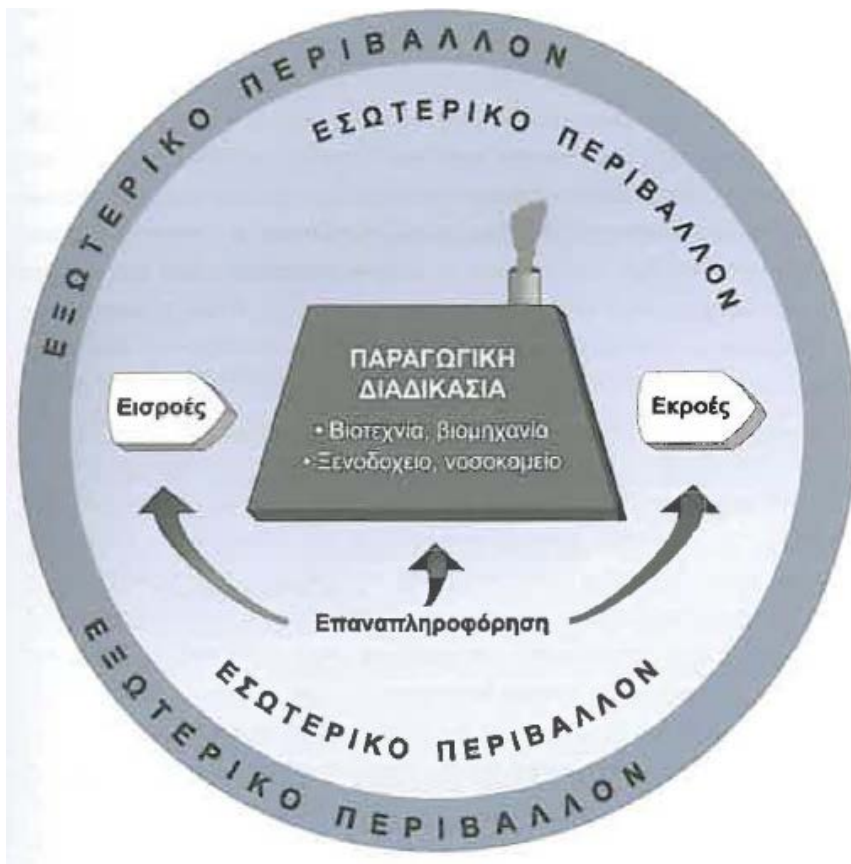 ΕΞΩΤΕΡΙΚΟ ΠΕΡΙΒΑΛΛΟΝ
ΕΣΩΤΕΡΙΚΟ ΠΕΡΙΒΑΛΛΟΝ
ΠΑΡΑΓΩΓΙΚΗ
ΔΙΑΔΙΚΑΣΙΑ
• Βιοτεχνία, βιομηχανία
• Ξενοδοχείο, νοσοκομείο
Εισροές
Εκροές
Επαναπληροφόρηση
ΕΣΩΤΕΡΙΚΟ ΠΕΡΙΒΑΛΛΟΝ
ΕΞΩΤΕΡΙΚΟ ΠΕΡΙΒΑΛΛΟΝ